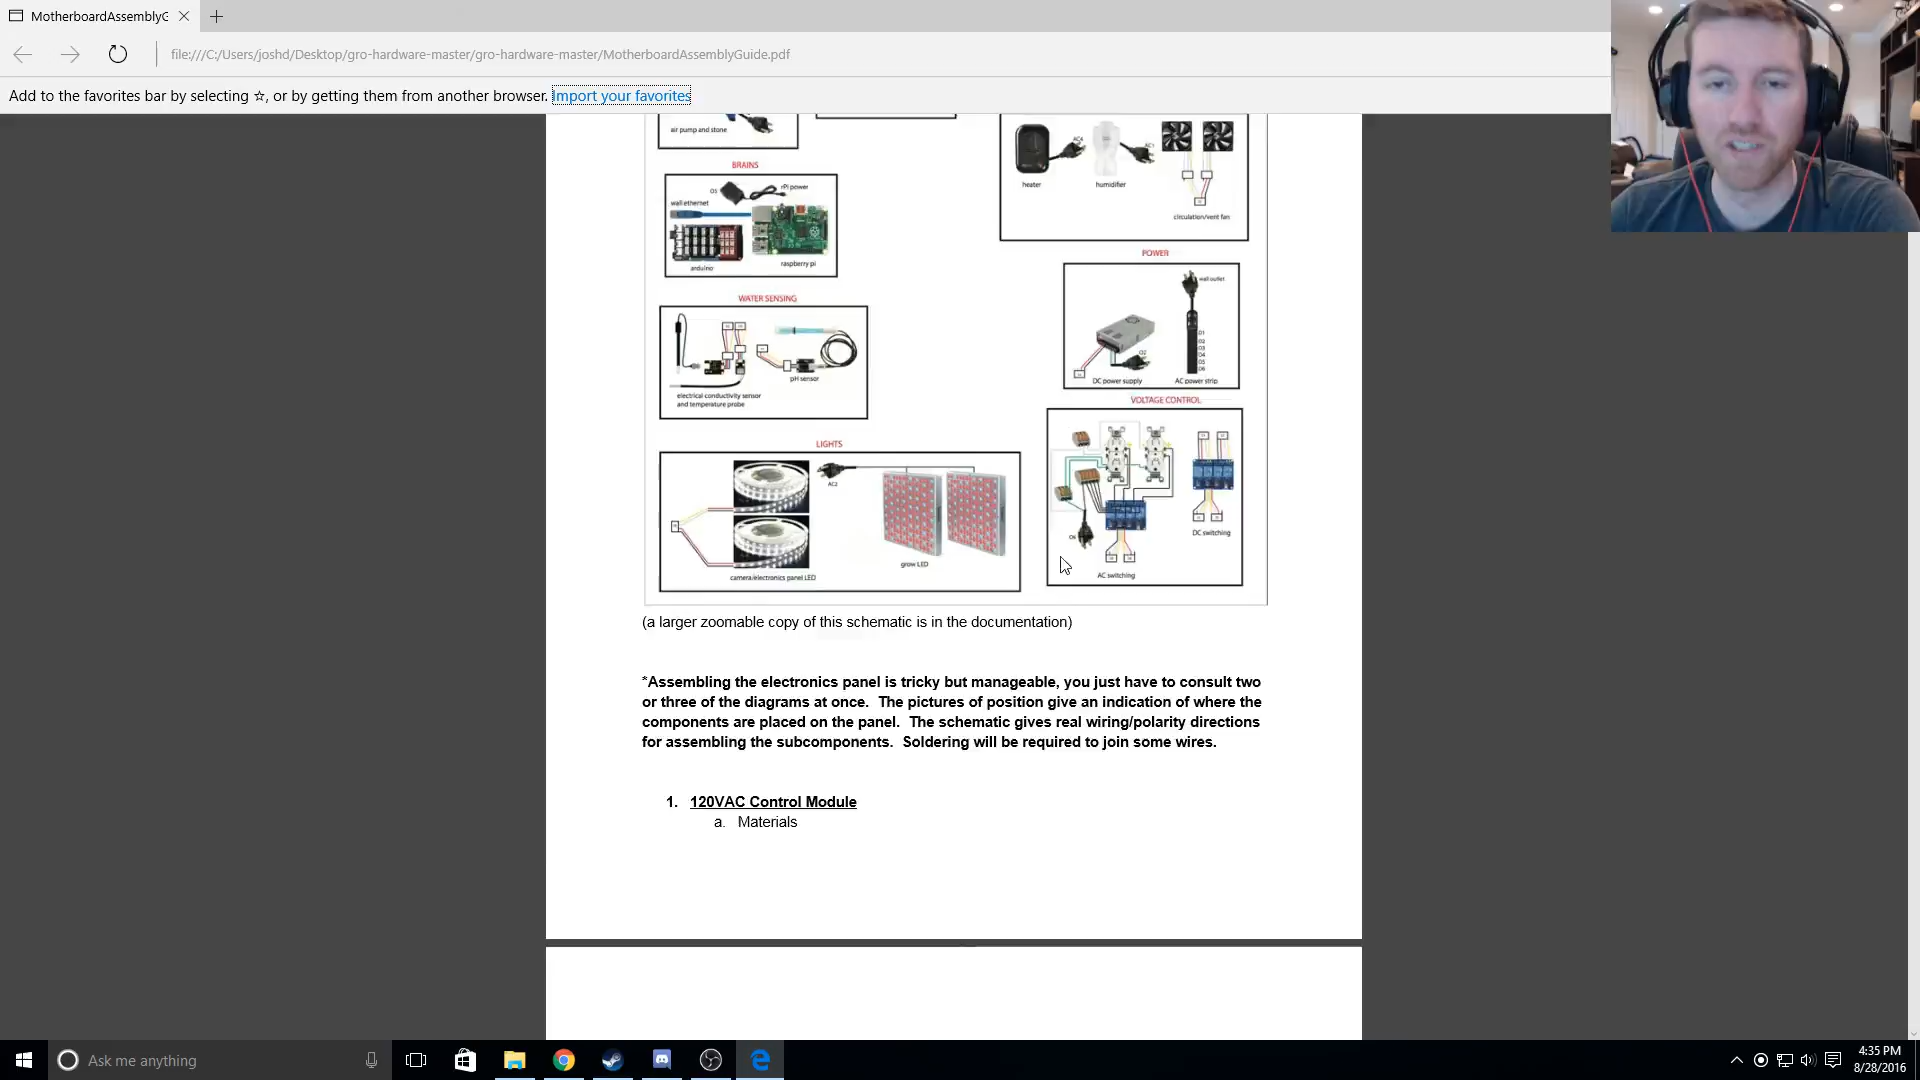 MotherboardAssemblyG
file:///C:/Users/joshd/Desktop/gro-hardware-master/gro-hardware-master/MotherboardAssemblyGuide.pdf
Add to the favorites bar by selecting ☆, or by getting them from another browser. Import your favorites
air pump and stone
BRAINS
rPi power
wall ethernet
arduino
raspberry pi
AC4
AC1
heater
humidifier
circulation/vent fan
POWER
wall outlet
DC power supply
AC power strip
WATER SENSING
pH sensor
electrical conductivity sensor
and temperature probe
VOLTAGE CONTROL
DC switching
AC switching
LIGHTS
AC2
camera/electronics panel LED
grow LED
(a larger zoomable copy of this schematic is in the documentation)
*Assembling the electronics panel is tricky but manageable, you just have to consult two
or three of the diagrams at once. The pictures of position give an indication of where the
components are placed on the panel. The schematic gives real wiring/polarity directions
for assembling the subcomponents. Soldering will be required to join some wires.
1. 120VAC Control Module
a. Materials
Ask me anything
4:35 PM
8/28/2016